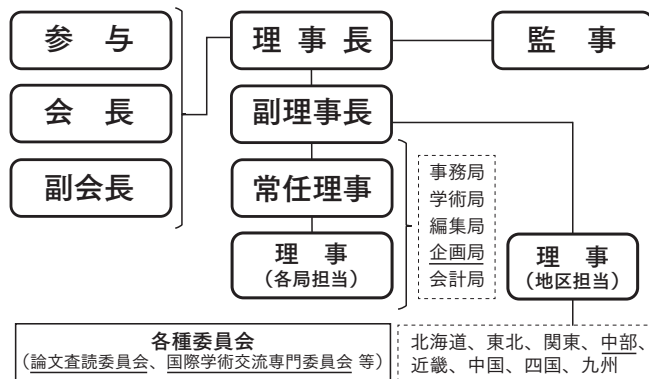 参 与
理 事 長
監 事
会 長
副理事長
副会長
常任理事
理 事
(各局担当)
事務局
学術局
編集局
企画局
会計局
理 事
(地区担当)
各種委員会
(論文査読委員会、国際学術交流専門委員会 等)
北海道、東北、関東、中部、
近畿、中国、四国、九州